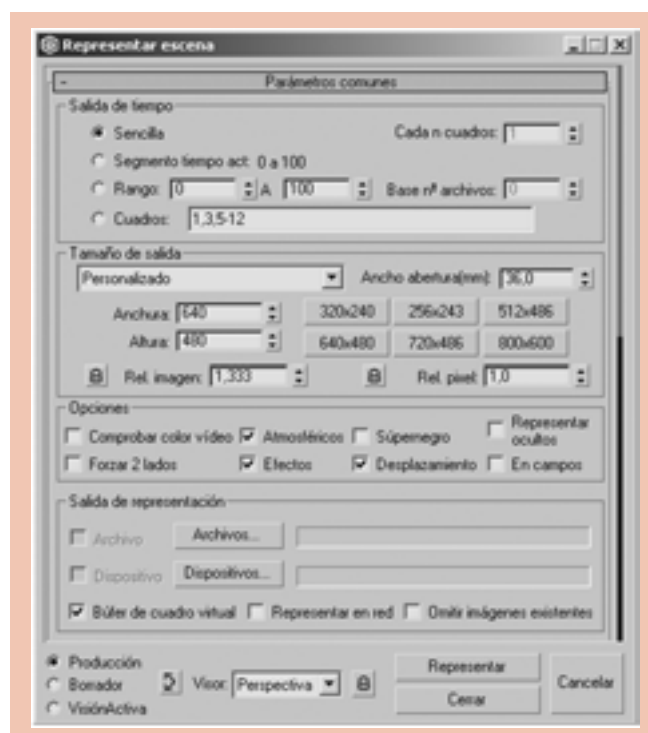 Representar escena
- Parámetros comunes
Salida de tiempo
Sencilla Cada n cuadros: 1
Segmento tiempo act: 0 a 100
Rango: 0 A 100 Base nº archivos: 0
Cuadros: 1,3,5-12
Tamaño de salida
Personalizado Ancho abertura(mm): 36,0
Anchura: 640 320x240 256x243 512x486
Altura: 480 640x480 720x486 800x600
Rel. imagen: 1,333 Rel. pixel: 1,0
Opciones
Comprobar color vídeo Atmosféricos Súpernegro Representar ocultos
Forzar 2 lados Efectos Desplazamiento En campos
Salida de representación
Archivo Archivos...
Dispositivo Dispositivos...
Búfer de cuadro virtual Representar en red Omitir imágenes existentes
Producción
Borrador Visor: Perspectiva Representar Cancelar
VisiónActiva Cerrar